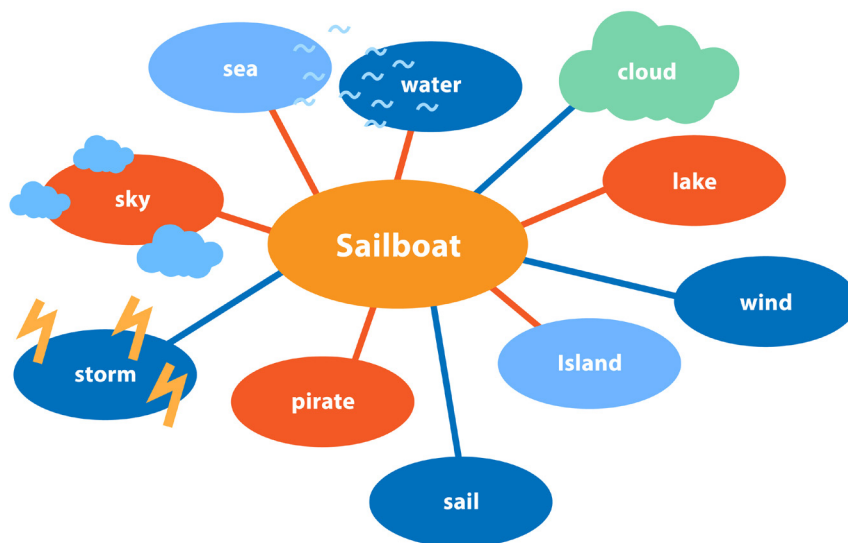 sea
water
cloud
sky
lake
Sailboat
wind
storm
Island
pirate
sail